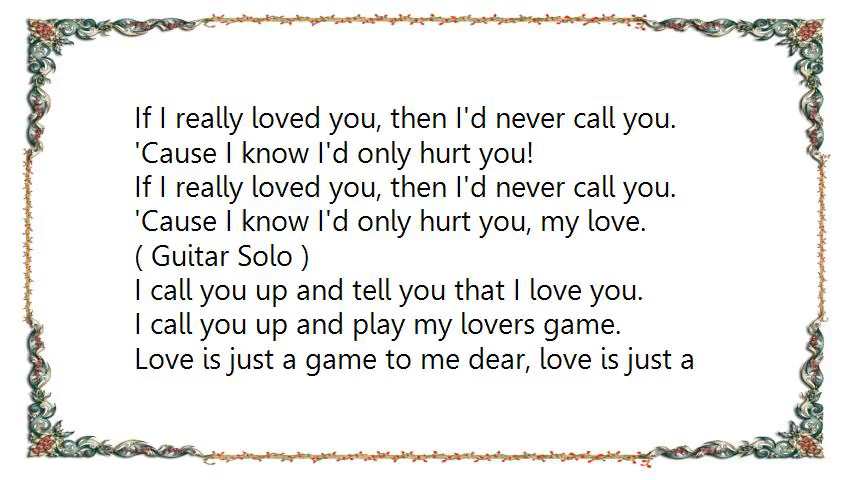 If I really loved you, then I'd never call you.
'Cause I know I'd only hurt you!
If I really loved you, then I'd never call you.
'Cause I know I'd only hurt you, my love.
( Guitar Solo )
I call you up and tell you that I love you.
I call you up and play my lovers game.
Love is just a game to me dear, love is just a